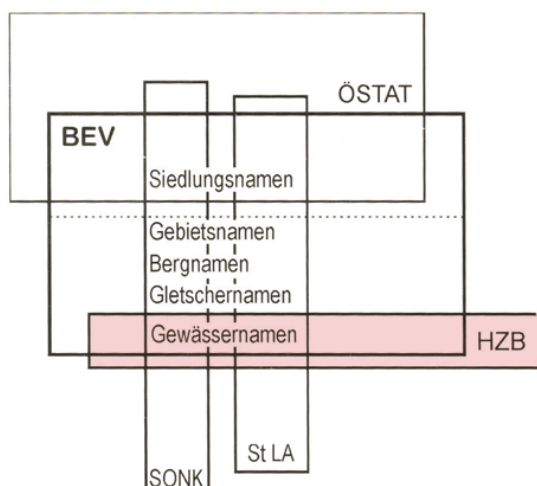 ÖSTAT
BEV
Siedlungsnamen
Gebietsnamen
Bergnamen
Gletschernamen
Gewässernamen
HZB
St LA
SONK